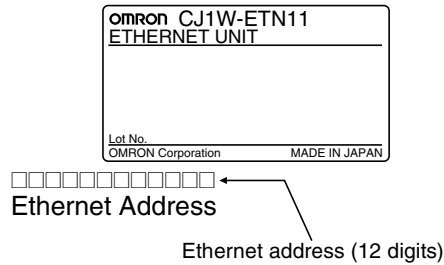 OMRON CJ1W-ETN11
ETHERNET UNIT
Lot No.
OMRON Corporation MADE IN JAPAN
□□□□□□□□□□□□
Ethernet Address
Ethernet address (12 digits)